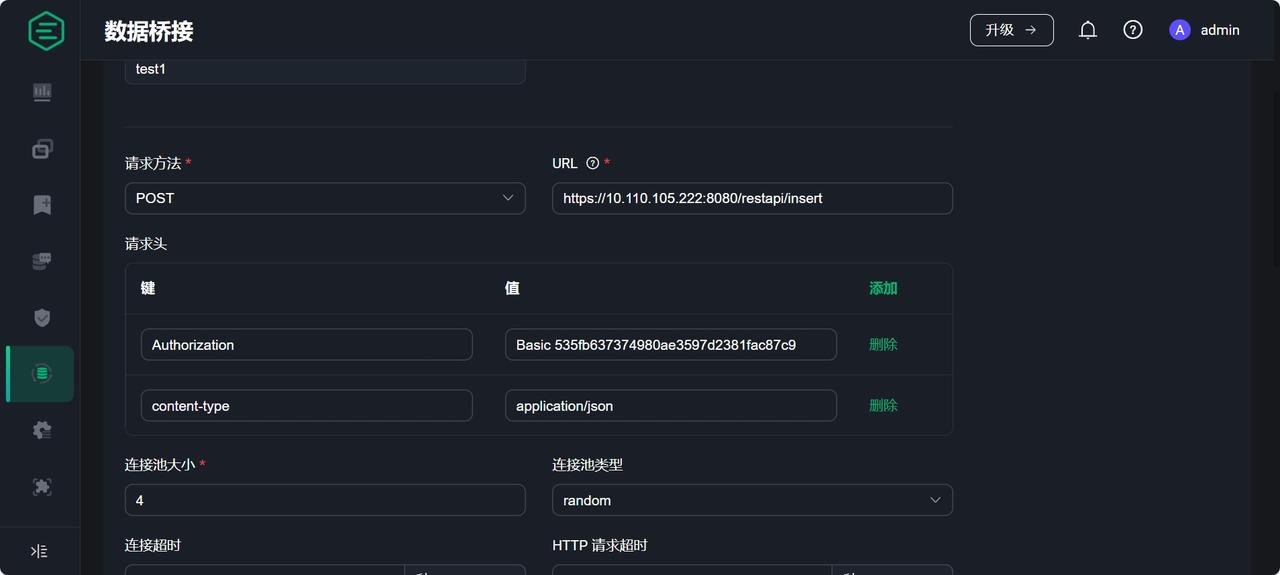 数据桥接
升级 →
A admin
test1
请求方法 *
URL *
POST
https://10.110.105.222:8080/restapi/insert
请求头
键 值 添加
Authorization Basic 535fb637374980ae3597d2381fac87c9 删除
content-type application/json 删除
连接池大小 *
连接池类型
4
random
连接超时
HTTP 请求超时